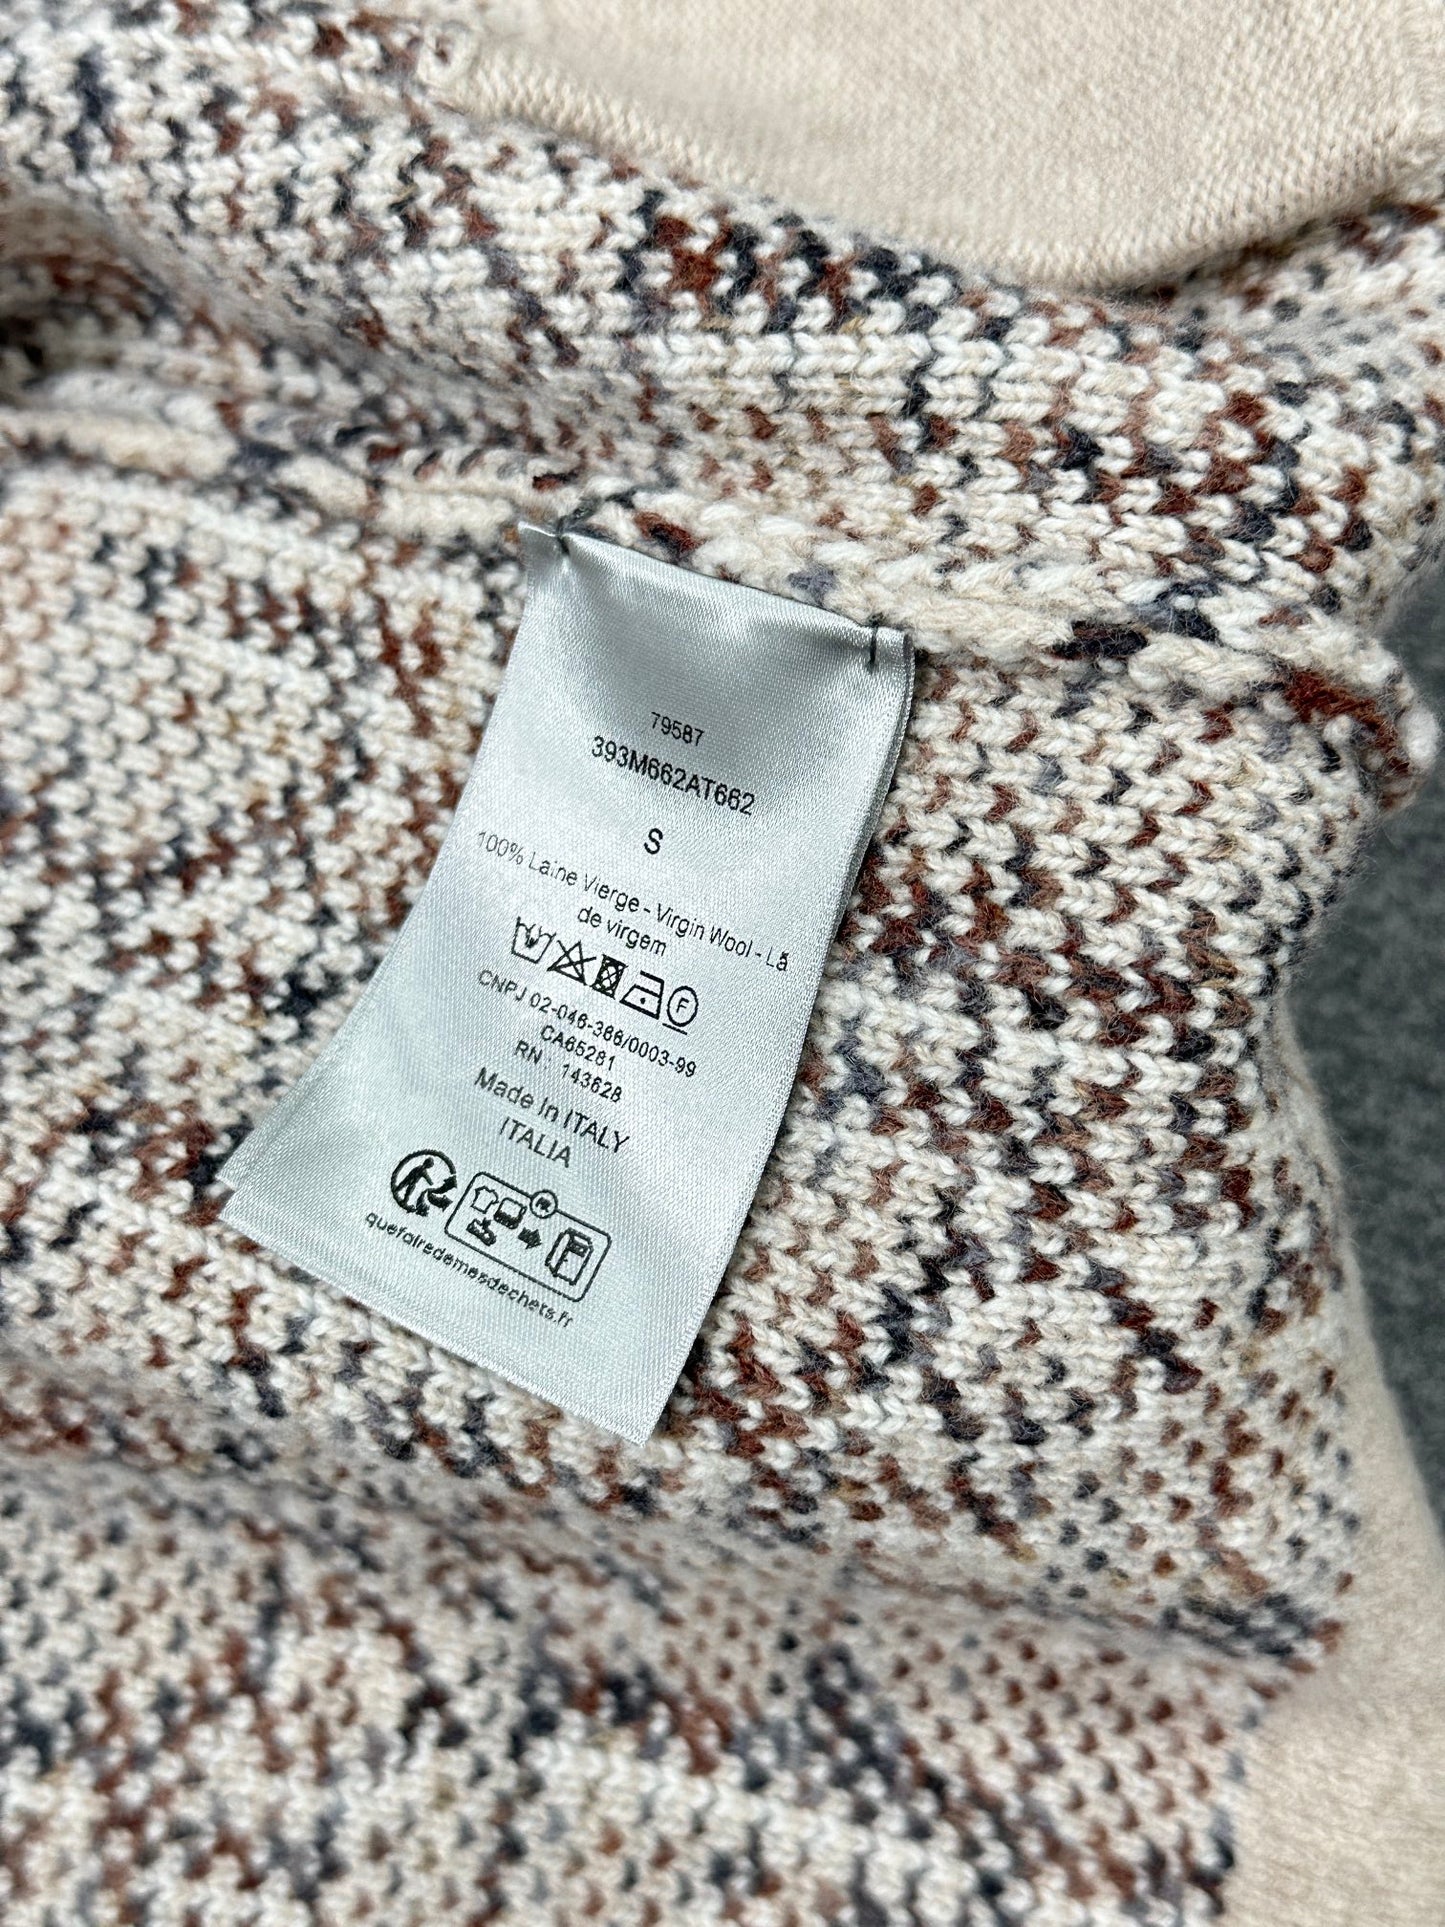 79587
393M662AT662
S
100% Laine Vierge - Virgin Wool - Lã
de virgem
F
CNPJ 02-046-366/0003-99
CA65281
RN : 143628
Made In ITALY
ITALIA
FR
quefairedemesdechets.fr